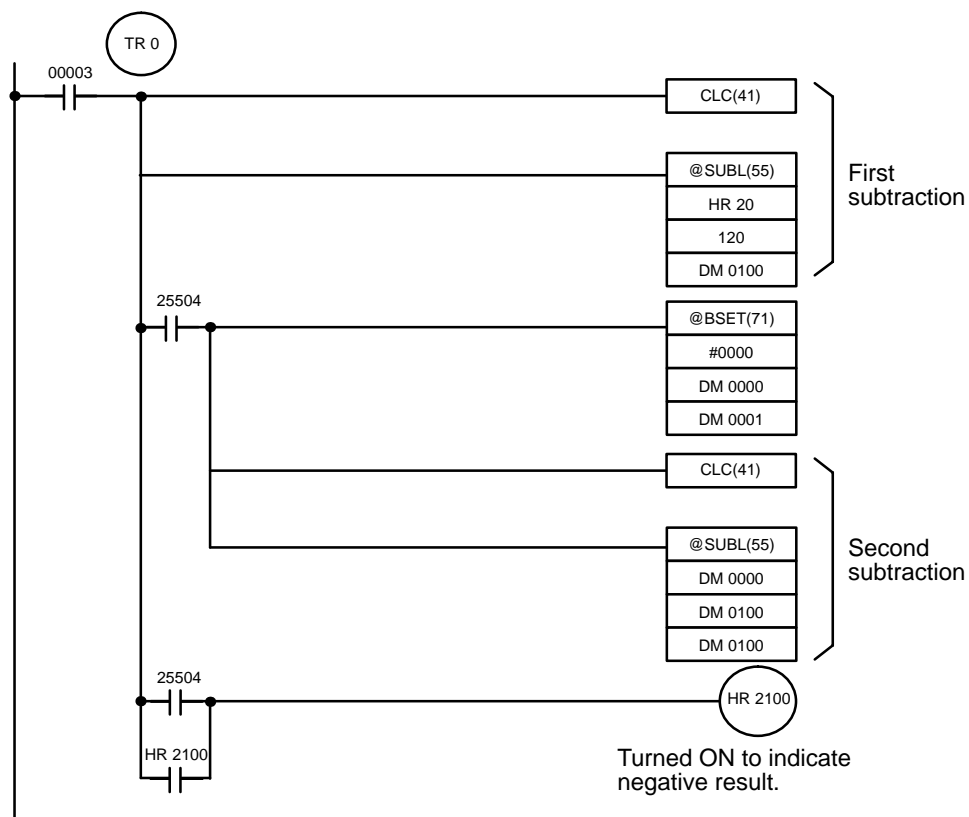 TR 0
00003
CLC(41)
@SUBL(55)
HR 20
120
DM 0100
First
subtraction
25504
@BSET(71)
#0000
DM 0000
DM 0001
CLC(41)
@SUBL(55)
DM 0000
DM 0100
DM 0100
Second
subtraction
25504
HR 2100
HR 2100
Turned ON to indicate
negative result.